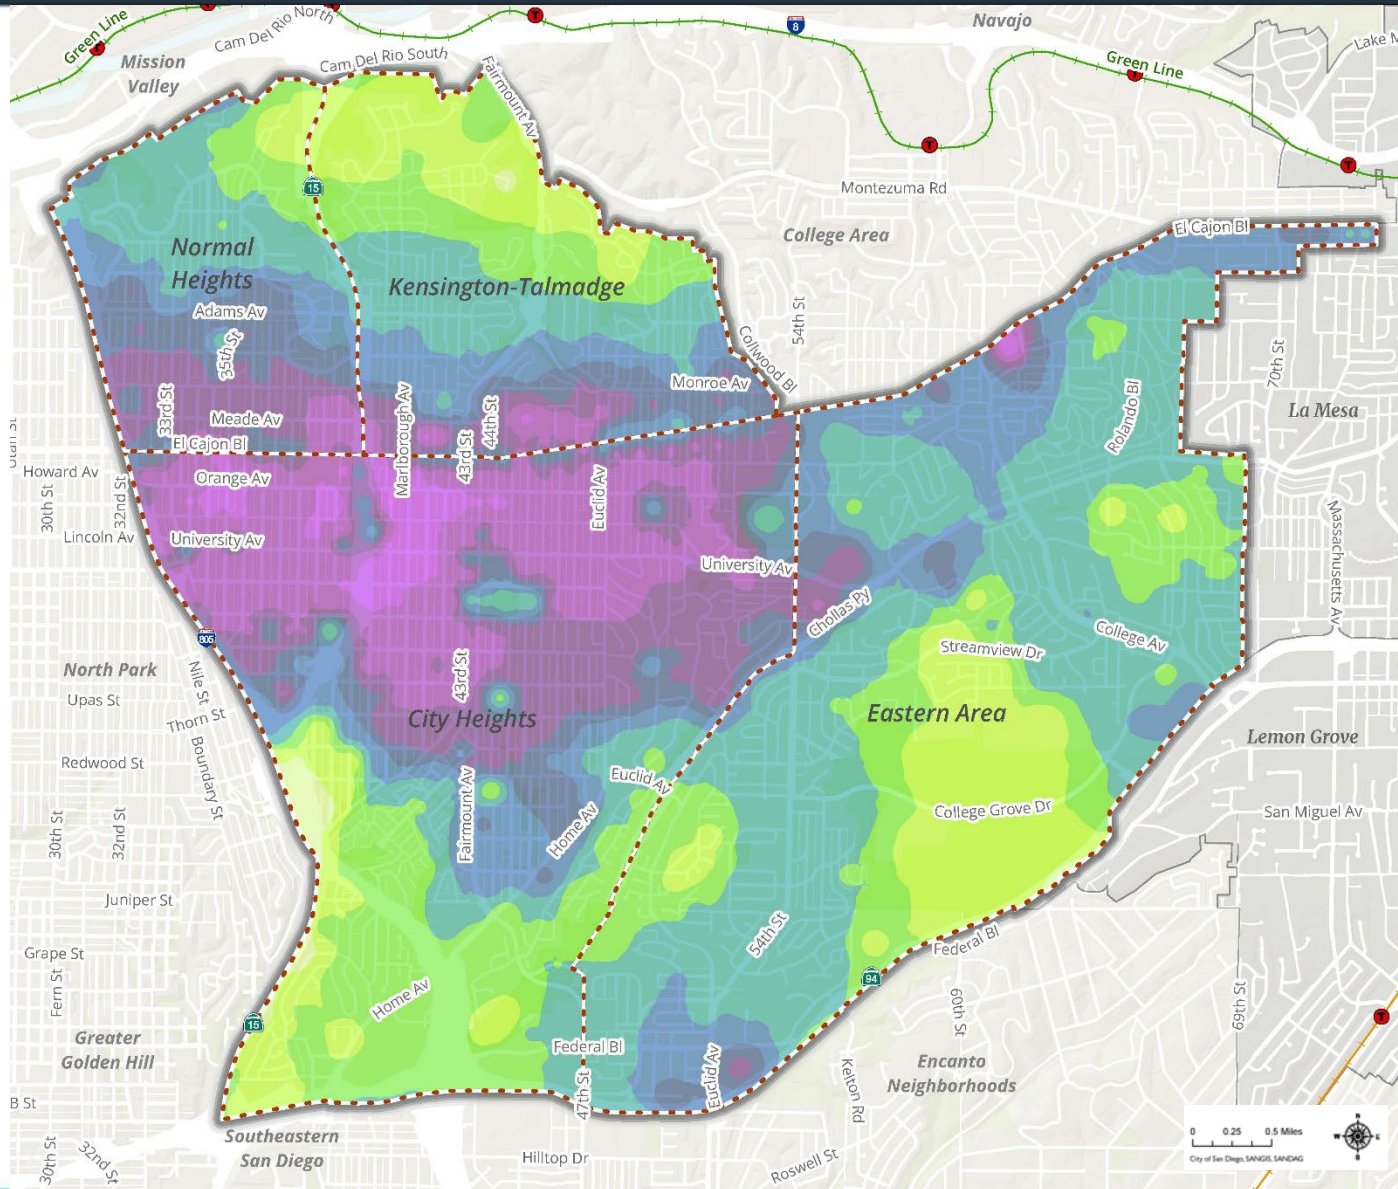 Green Line
Cam Del Rio North
Navajo
8
Mission
Valley
Cam Del Rio South
Fairmount Av
Green Line
Lake M
15
Montezuma Rd
College Area
El Cajon Bl
Normal
Heights
Kensington-Talmadge
Adams Av
35th St
54th St
Collwood Bl
70th St
Monroe Av
33rd St
Meade Av
Marlborough Av
44th St
43rd St
Rolando Bl
La Mesa
El Cajon Bl
Howard Av
Orange Av
30th St
32nd St
Euclid Av
Lincoln Av
University Av
University Av
Massachusetts Av
Chollas Py
College Av
805
Streamview Dr
North Park
Nile St
43rd St
Upas St
Thorn St
City Heights
Eastern Area
Lemon Grove
Redwood St
Boundary St
Euclid Av
30th St
32nd St
Fairmount Av
Home Av
College Grove Dr
San Miguel Av
Juniper St
54th St
Federal Bl
Grape St
Fern St
Home Av
94
60th St
69th St
15
Greater
Golden Hill
Federal Bl
Euclid Av
47th St
Kelton Rd
Encanto
Neighborhoods
B St
Southeastern
San Diego
30th St
32nd St
Hilltop Dr
Roswell St
0 0.25 0.5 Miles
City of San Diego, SANGIS, SANDAG
N
W E
S